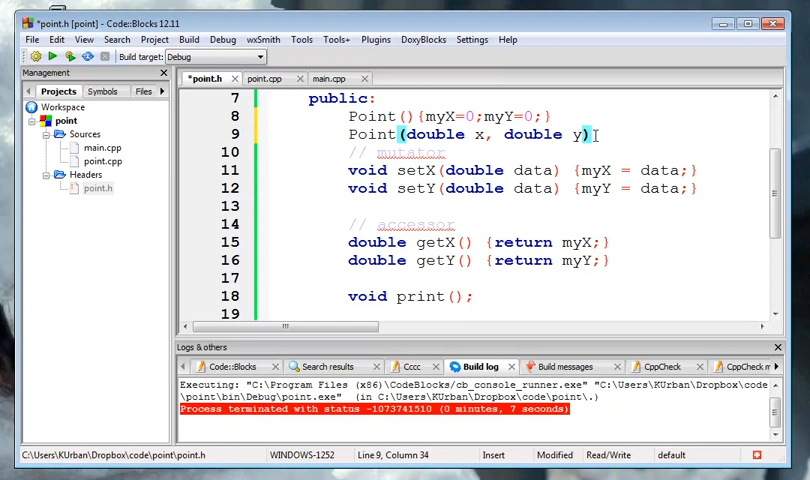 *point.h [point] - Code::Blocks 12.11
File Edit View Search Project Build Debug wxSmith Tools Tools+ Plugins DoxyBlocks Settings Help
Build target: Debug
Management
*point.h point.cpp main.cpp
Projects Symbols Files
Workspace
point
Sources
main.cpp
point.cpp
Headers
point.h
7 public:
8 Point(){myX=0;myY=0;}
9 Point(double x, double y)
10 // mutator
11 void setX(double data) {myX = data;}
12 void setY(double data) {myY = data;}
13
14 // accessor
15 double getX() {return myX;}
16 double getY() {return myY;}
17
18 void print();
19
Logs & others
Code::Blocks Search results Cccc Build log Build messages CppCheck CppCheck m
Executing: "C:\Program Files (x86)\CodeBlocks/cb_console_runner.exe" "C:\Users\KUrban\Dropbox\code
\point\bin\Debug\point.exe" (in C:\Users\KUrban\Dropbox\code\point\.)
Process terminated with status -1073741510 (0 minutes, 7 seconds)
C:\Users\KUrban\Dropbox\code\point\point.h WINDOWS-1252 Line 9, Column 34 Insert Modified Read/Write default